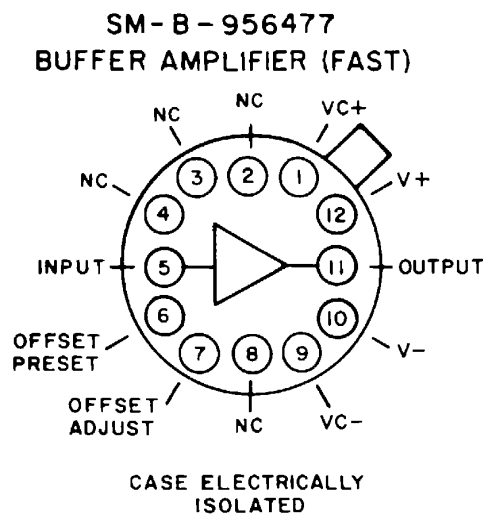 SM-B-956477
BUFFER AMPLIFIER (FAST)
NC
NC
VC+
NC
V+
3
2
1
4
12
INPUT
5
11
OUTPUT
6
10
OFFSET
PRESET
7
8
9
V-
OFFSET
ADJUST
NC
VC-
CASE ELECTRICALLY
ISOLATED